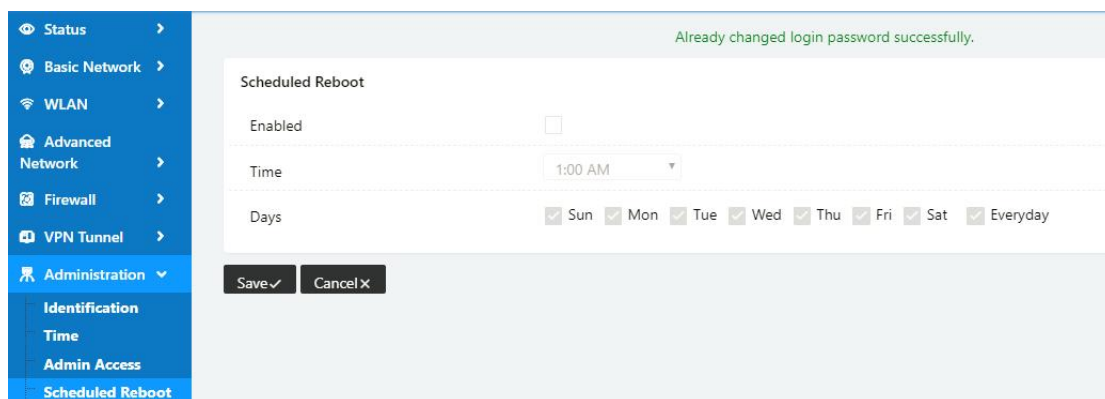 Status
Basic Network
WLAN
Advanced
Network
Firewall
VPN Tunnel
Administration
Identification
Time
Admin Access
Scheduled Reboot
Already changed login password successfully.
Scheduled Reboot
Enabled
Time 1:00 AM
Days Sun Mon Tue Wed Thu Fri Sat Everyday
Save Cancel